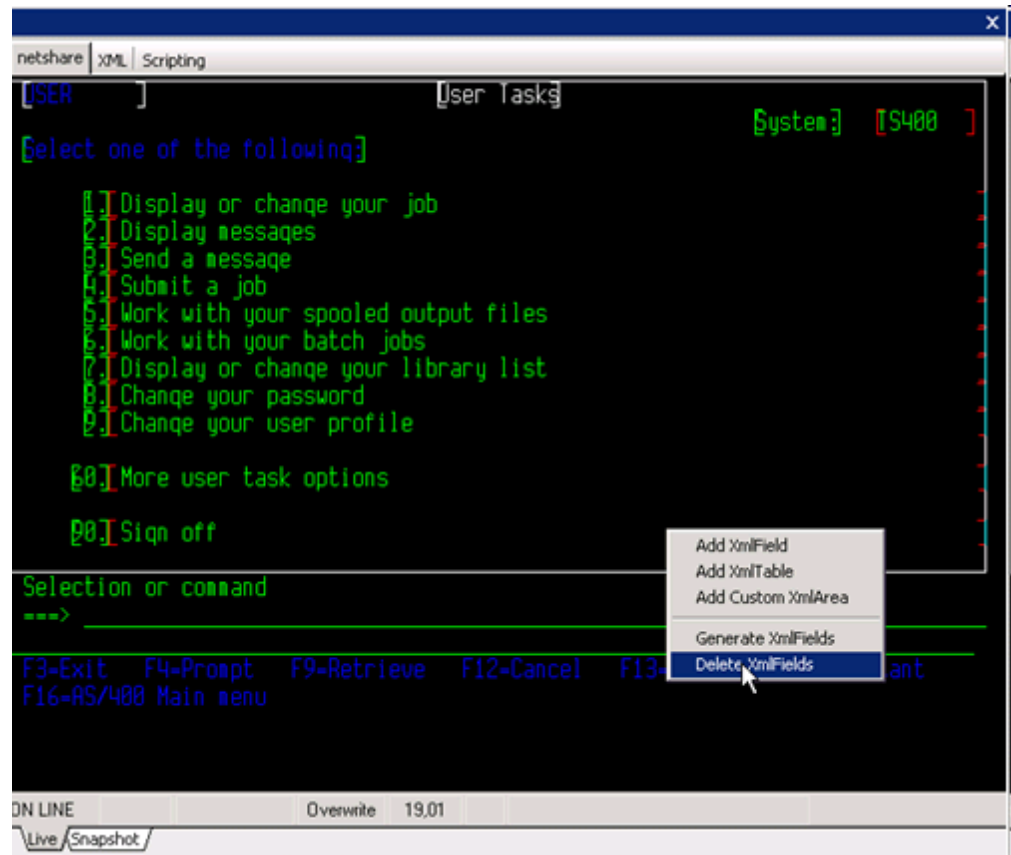 netshare XML Scripting
USER User Tasks
System: TS400
Select one of the following:
1. Display or change your job
2. Display messages
3. Send a message
4. Submit a job
5. Work with your spooled output files
6. Work with your batch jobs
7. Display or change your library list
8. Change your password
9. Change your user profile
60. More user task options
90. Sign off
Add XmlField
Add XmlTable
Add Custom XmlArea
Generate XmlFields
Delete XmlFields
Selection or command
===>
F3=Exit F4=Prompt F9=Retrieve F12=Cancel F13=
F16=AS/400 Main menu
ON LINE Overwrite 19,01
Live Snapshot